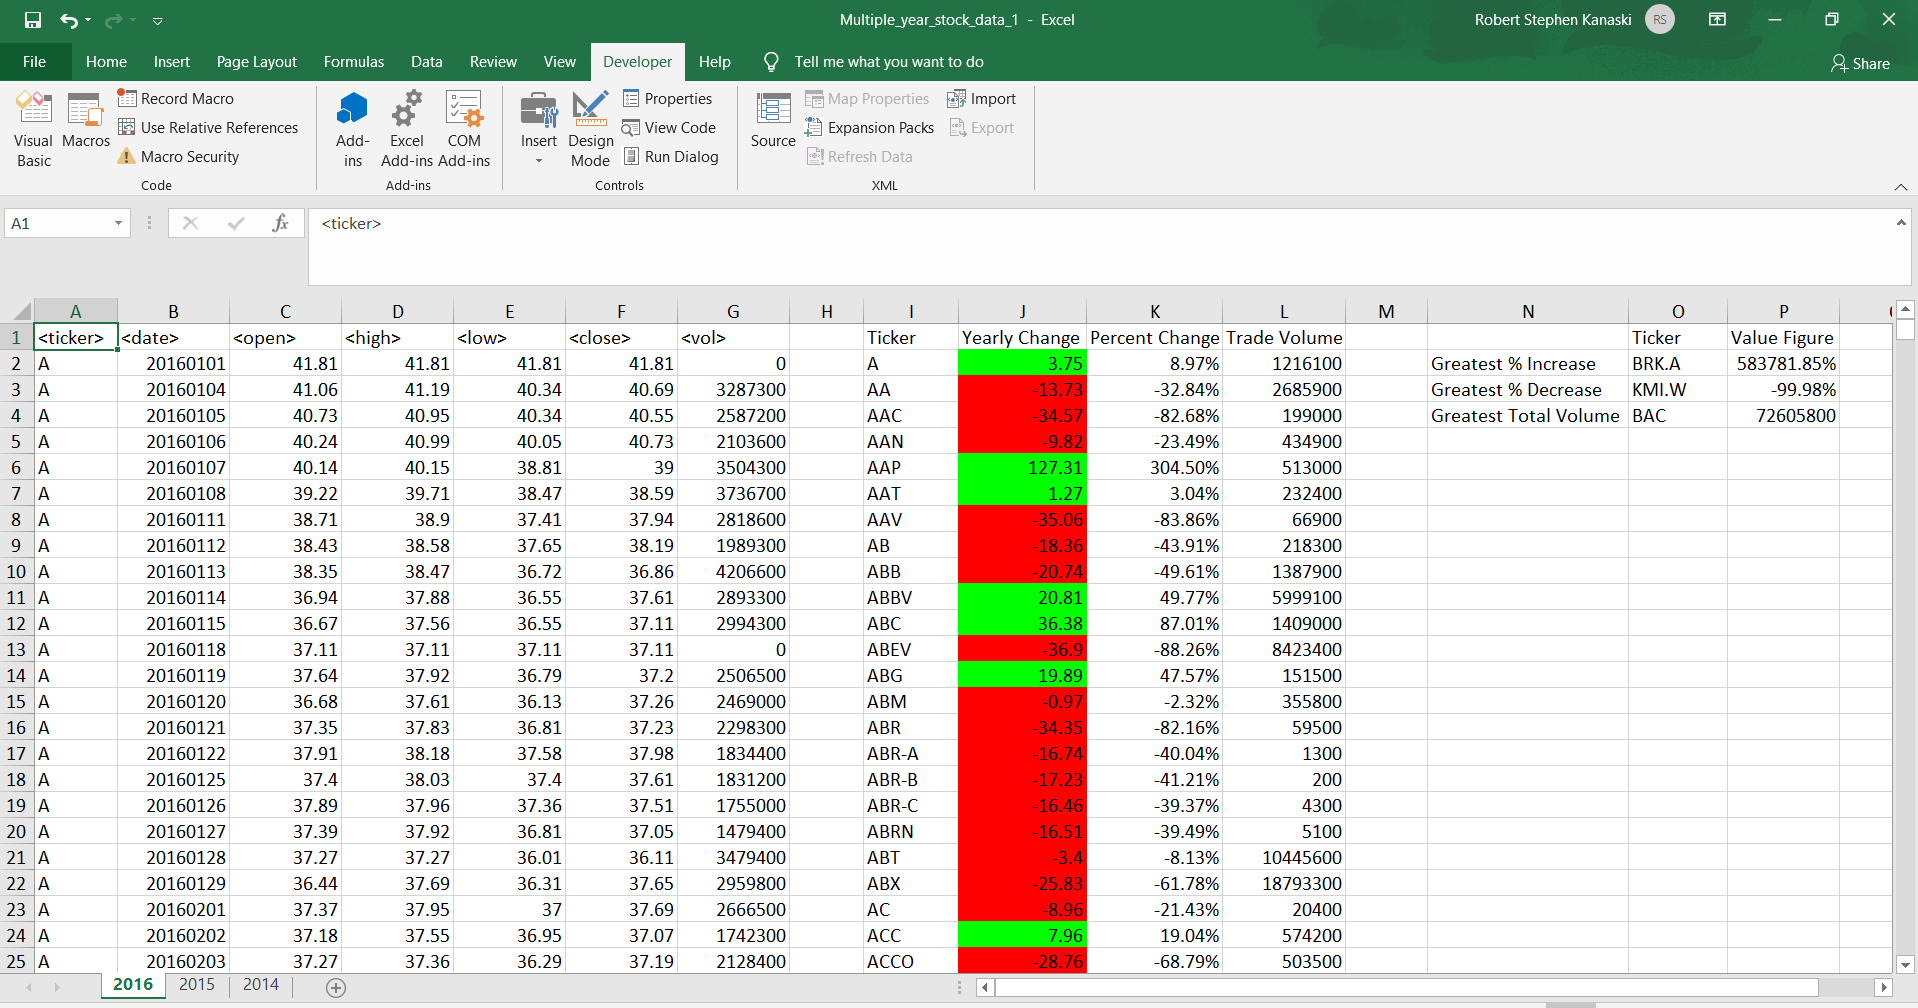 Multiple_year_stock_data_1 - Excel
Robert Stephen Kanaski RS
File Home Insert Page Layout Formulas Data Review View Developer Help Tell me what you want to do Share
Visual Basic
Macros
Record Macro
Use Relative References
Macro Security
Code
Add-ins
Excel Add-ins
COM Add-ins
Add-ins
Insert
Design Mode
Properties
View Code
Run Dialog
Controls
Source
Map Properties
Expansion Packs
Refresh Data
Import
Export
XML
A1 fx <ticker>
A B C D E F G H I J K L M N O P
1 <ticker> <date> <open> <high> <low> <close> <vol> Ticker Yearly Change Percent Change Trade Volume Ticker Value Figure
2 A 20160101 41.81 41.81 41.81 41.81 0 A 3.75 8.97% 1216100 Greatest % Increase BRK.A 583781.85%
3 A 20160104 41.06 41.19 40.34 40.69 3287300 AA -13.73 -32.84% 2685900 Greatest % Decrease KMI.W -99.98%
4 A 20160105 40.73 40.95 40.34 40.55 2587200 AAC -34.57 -82.68% 199000 Greatest Total Volume BAC 72605800
5 A 20160106 40.24 40.99 40.05 40.73 2103600 AAN -9.82 -23.49% 434900
6 A 20160107 40.14 40.15 38.81 39 3504300 AAP 127.31 304.50% 513000
7 A 20160108 39.22 39.71 38.47 38.59 3736700 AAT 1.27 3.04% 232400
8 A 20160111 38.71 38.9 37.41 37.94 2818600 AAV -35.06 -83.86% 66900
9 A 20160112 38.43 38.58 37.65 38.19 1989300 AB -18.36 -43.91% 218300
10 A 20160113 38.35 38.47 36.72 36.86 4206600 ABB -20.74 -49.61% 1387900
11 A 20160114 36.94 37.88 36.55 37.61 2893300 ABBV 20.81 49.77% 5999100
12 A 20160115 36.67 37.56 36.55 37.11 2994300 ABC 36.38 87.01% 1409000
13 A 20160118 37.11 37.11 37.11 37.11 0 ABEV -36.9 -88.26% 8423400
14 A 20160119 37.64 37.92 36.79 37.2 2506500 ABG 19.89 47.57% 151500
15 A 20160120 36.68 37.61 36.13 37.26 2469000 ABM -0.97 -2.32% 355800
16 A 20160121 37.35 37.83 36.81 37.23 2298300 ABR -34.35 -82.16% 59500
17 A 20160122 37.91 38.18 37.58 37.98 1834400 ABR-A -16.74 -40.04% 1300
18 A 20160125 37.4 38.03 37.4 37.61 1831200 ABR-B -17.23 -41.21% 200
19 A 20160126 37.89 37.96 37.36 37.51 1755000 ABR-C -16.46 -39.37% 4300
20 A 20160127 37.39 37.92 36.81 37.05 1479400 ABRN -16.51 -39.49% 5100
21 A 20160128 37.27 37.27 36.01 36.11 3479400 ABT -3.4 -8.13% 10445600
22 A 20160129 36.44 37.69 36.31 37.65 2959800 ABX -25.83 -61.78% 18793300
23 A 20160201 37.37 37.95 37 37.69 2666500 AC -8.96 -21.43% 20400
24 A 20160202 37.18 37.55 36.95 37.07 1742300 ACC 7.96 19.04% 574200
25 A 20160203 37.27 37.36 36.29 37.19 2128400 ACCO -28.76 -68.79% 503500
2016 2015 2014